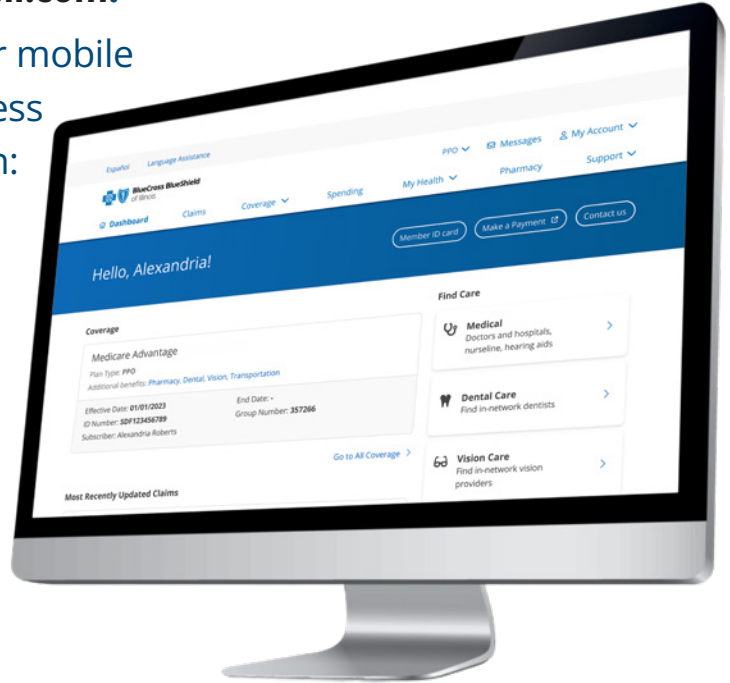 r mobile
ess
Español Language Assistance
PPO Messages My Account
BlueCross BlueShield
of Illinois
Dashboard Claims Coverage Spending My Health Pharmacy Support
Hello, Alexandria!
Member ID card Make a Payment Contact us
Coverage
Medicare Advantage
Plan Type: PPO
Additional benefits: Pharmacy, Dental, Vision, Transportation
Effective Date: 01/01/2023 End Date: -
ID Number: SDF123456789 Group Number: 357266
Subscriber: Alexandria Roberts
Go to All Coverage
Most Recently Updated Claims
Find Care
Medical
Doctors and hospitals,
nurseline, hearing aids
Dental Care
Find in-network dentists
Vision Care
Find in-network vision
providers